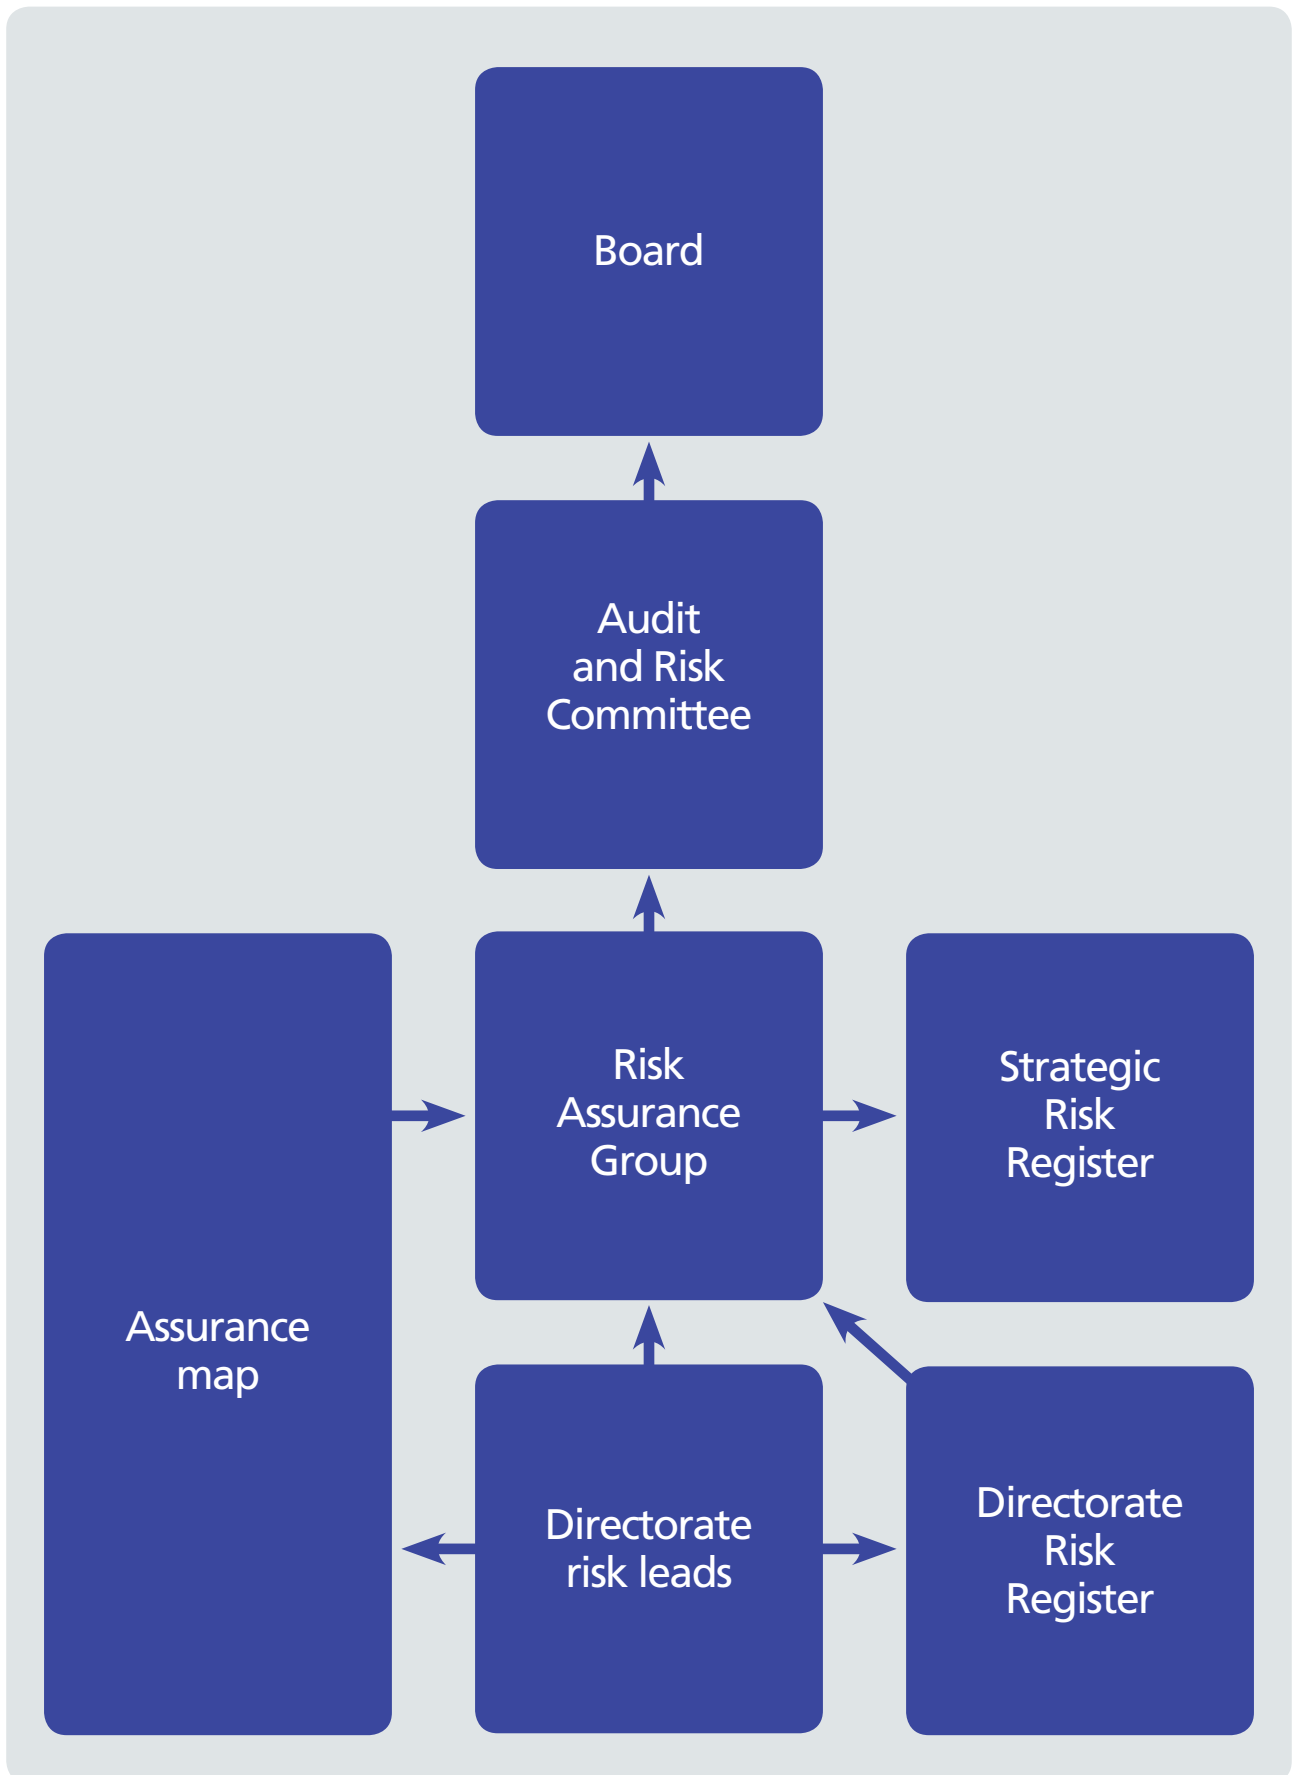 Board
Audit
and Risk
Committee
Assurance
map
Risk
Assurance
Group
Strategic
Risk
Register
Directorate
risk leads
Directorate
Risk
Register